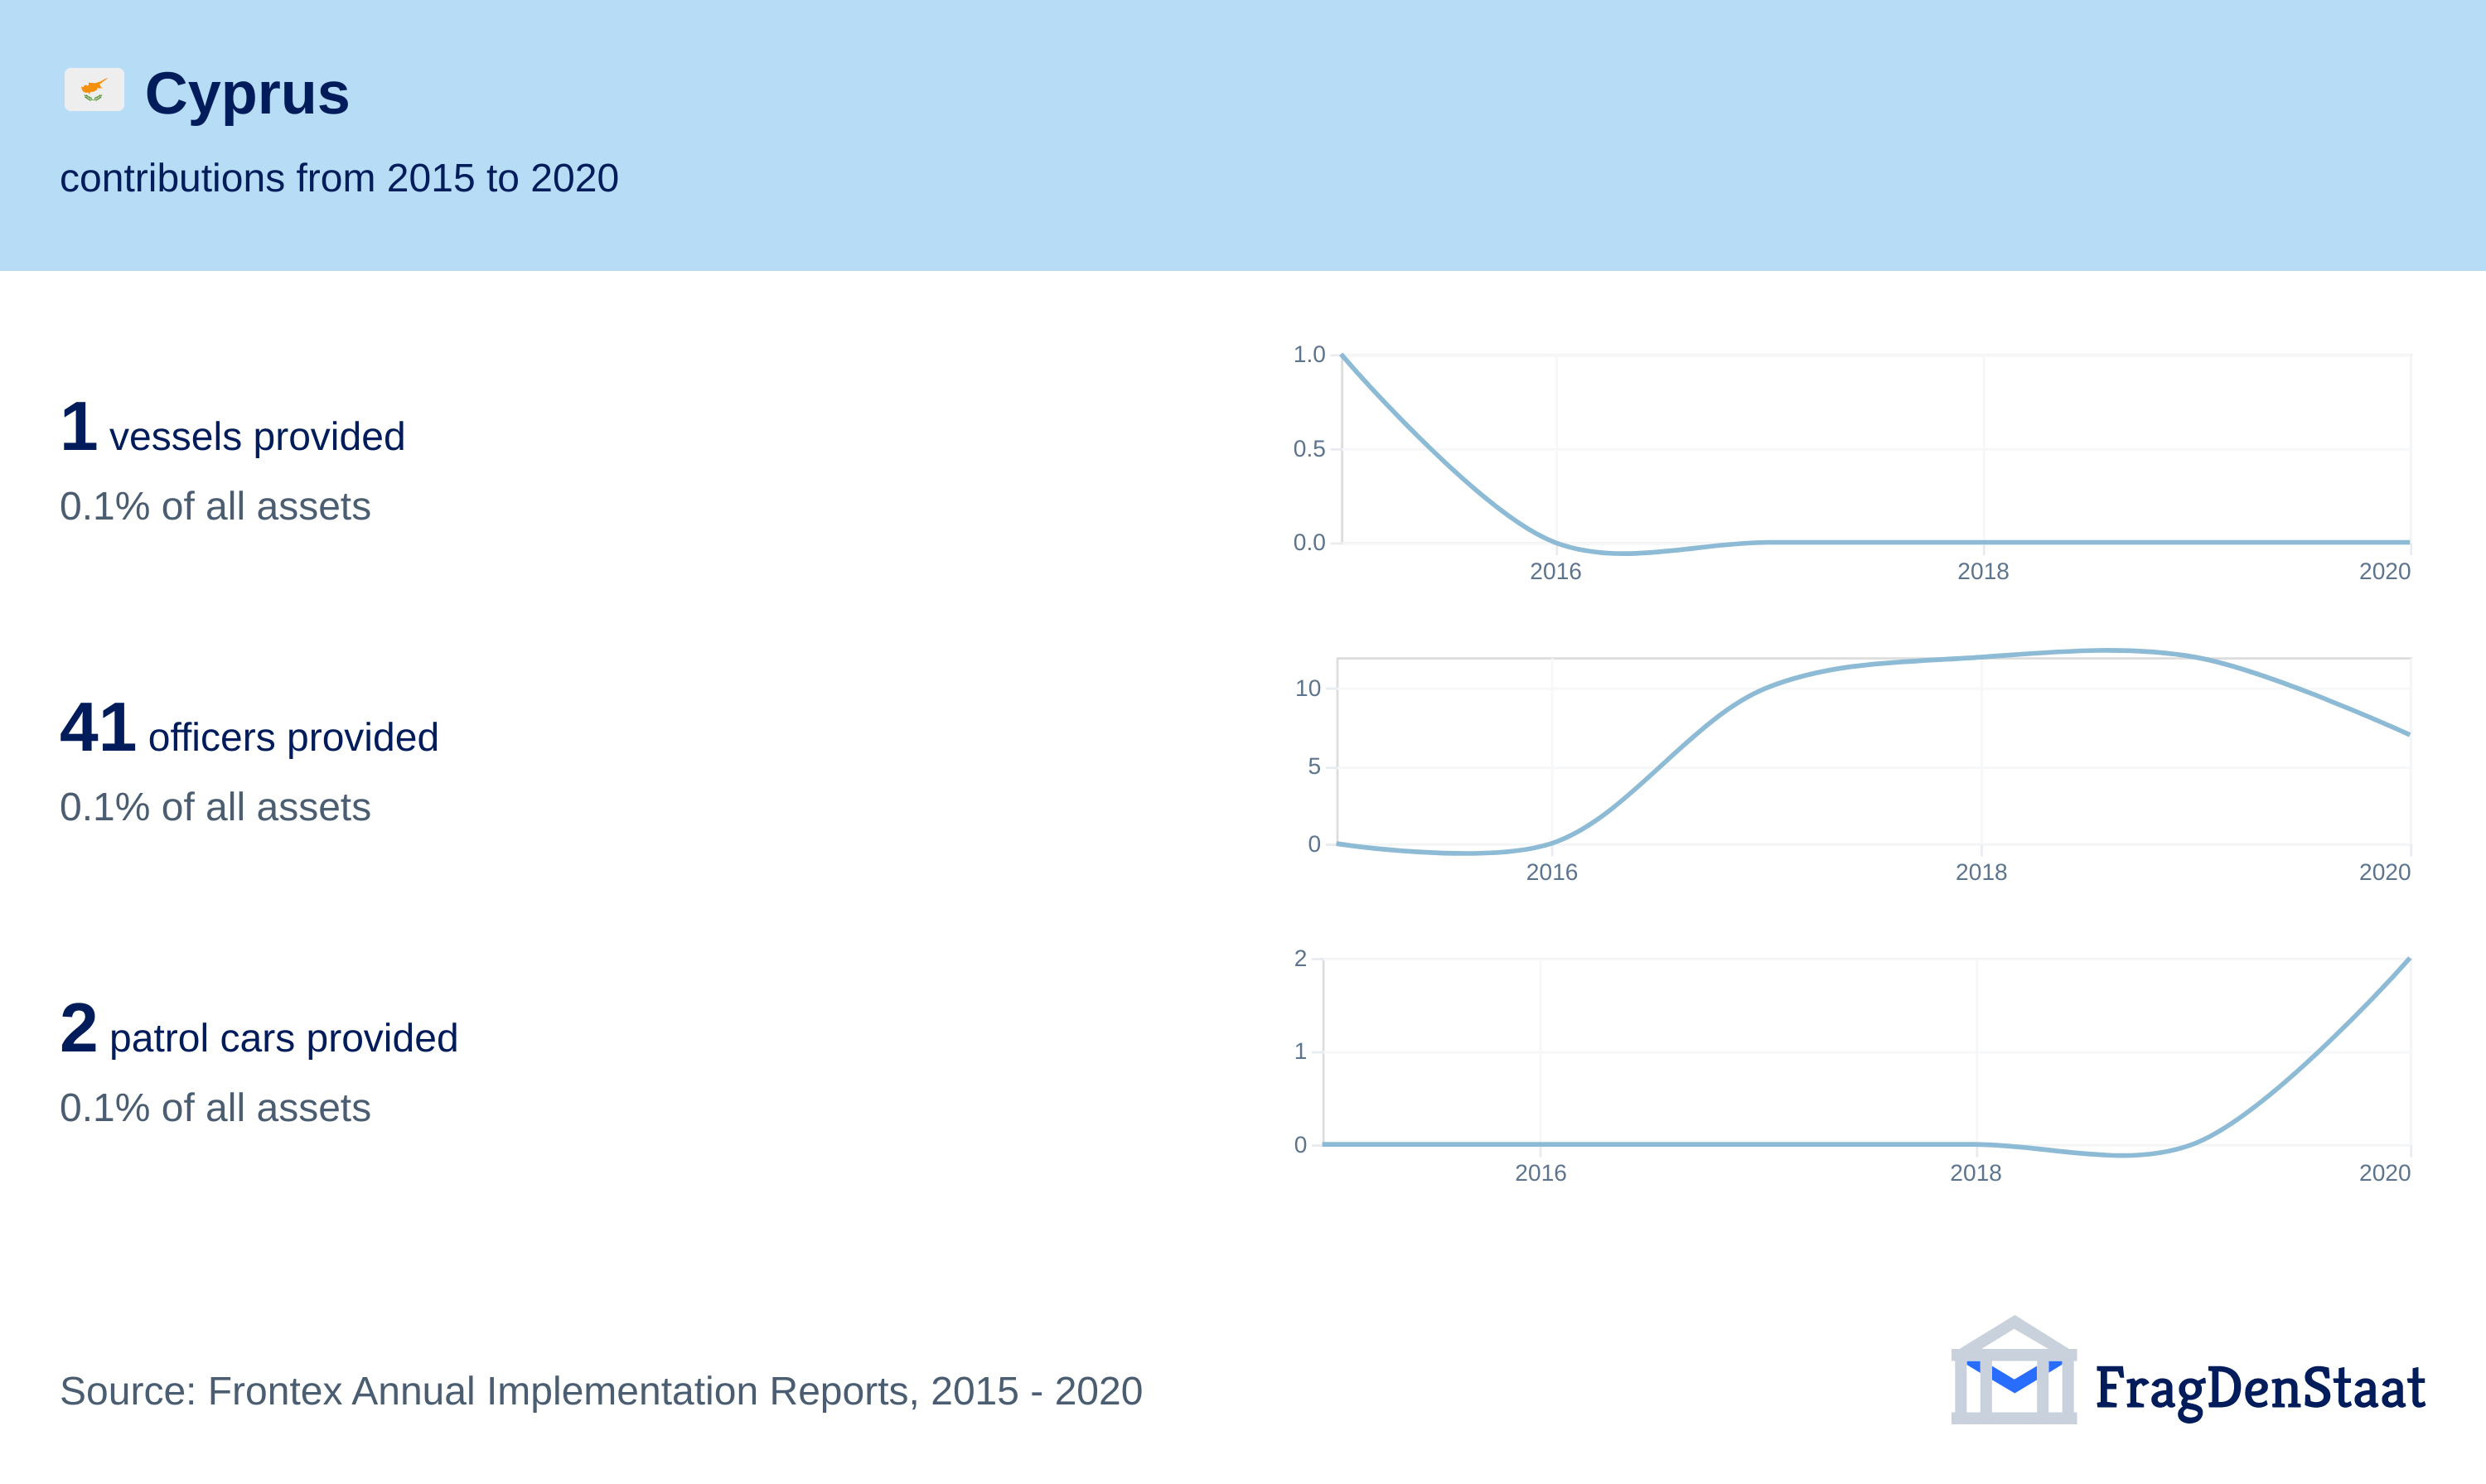 Cyprus
contributions from 2015 to 2020
1 vessels provided
0.1% of all assets
1.0
0.5
0.0
2016 2018 2020
41 officers provided
0.1% of all assets
10
5
0
2016 2018 2020
2 patrol cars provided
0.1% of all assets
2
1
0
2016 2018 2020
Source: Frontex Annual Implementation Reports, 2015 - 2020
FragDenStaat